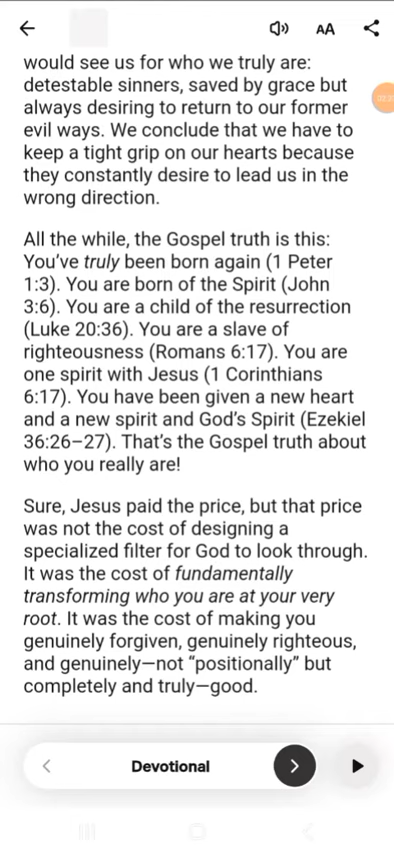 AA
would see us for who we truly are:
detestable sinners, saved by grace but
always desiring to return to our former
evil ways. We conclude that we have to
keep a tight grip on our hearts because
they constantly desire to lead us in the
wrong direction.
All the while, the Gospel truth is this:
You’ve truly been born again (1 Peter
1:3). You are born of the Spirit (John
3:6). You are a child of the resurrection
(Luke 20:36). You are a slave of
righteousness (Romans 6:17). You are
one spirit with Jesus (1 Corinthians
6:17). You have been given a new heart
and a new spirit and God’s Spirit (Ezekiel
36:26–27). That’s the Gospel truth about
who you really are!
Sure, Jesus paid the price, but that price
was not the cost of designing a
specialized filter for God to look through.
It was the cost of fundamentally
transforming who you are at your very
root. It was the cost of making you
genuinely forgiven, genuinely righteous,
and genuinely—not “positionally” but
completely and truly—good.
Devotional